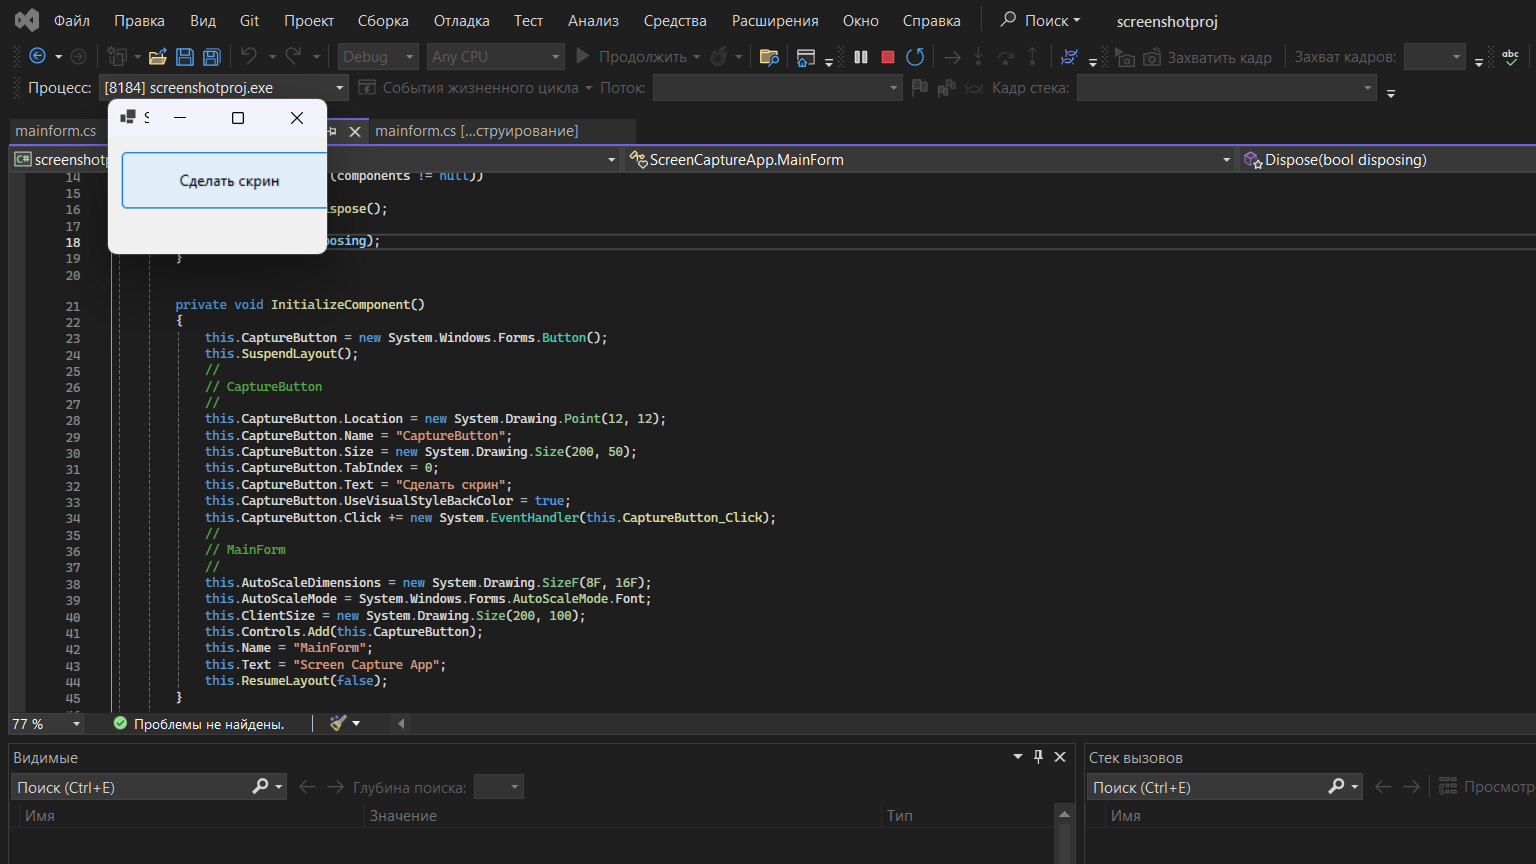 Файл Правка Вид Git Проект Сборка Отладка Тест Анализ Средства Расширения Окно Справка Поиск screenshotproj
Debug Any CPU Продолжить Захватить кадр Захват кадров: abc
Процесс: [8184] screenshotproj.exe События жизненного цикла Поток: Кадр стека:
mainform.cs mainform.cs [...струирование]
C# screenshotp ScreenCaptureApp.MainForm Dispose(bool disposing)
Сделать скрин
14 (components != null))
15
16 spose();
17
18 posing);
19 }
20
21 private void InitializeComponent()
22 {
23 this.CaptureButton = new System.Windows.Forms.Button();
24 this.SuspendLayout();
25 //
26 // CaptureButton
27 //
28 this.CaptureButton.Location = new System.Drawing.Point(12, 12);
29 this.CaptureButton.Name = "CaptureButton";
30 this.CaptureButton.Size = new System.Drawing.Size(200, 50);
31 this.CaptureButton.TabIndex = 0;
32 this.CaptureButton.Text = "Сделать скрин";
33 this.CaptureButton.UseVisualStyleBackColor = true;
34 this.CaptureButton.Click += new System.EventHandler(this.CaptureButton_Click);
35 //
36 // MainForm
37 //
38 this.AutoScaleDimensions = new System.Drawing.SizeF(8F, 16F);
39 this.AutoScaleMode = System.Windows.Forms.AutoScaleMode.Font;
40 this.ClientSize = new System.Drawing.Size(200, 100);
41 this.Controls.Add(this.CaptureButton);
42 this.Name = "MainForm";
43 this.Text = "Screen Capture App";
44 this.ResumeLayout(false);
45 }
77 % Проблемы не найдены.
Видимые
Поиск (Ctrl+E) Глубина поиска:
Имя Значение Тип
Стек вызовов
Поиск (Ctrl+E) Просмотр
Имя